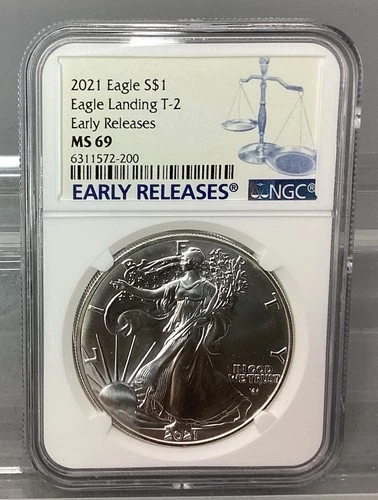 2021 Eagle S$1
Eagle Landing T-2
Early Releases
MS 69
6311572-200
EARLY RELEASES®
NGC®
LIBERTY
IN GOD
WE TRUST
2021